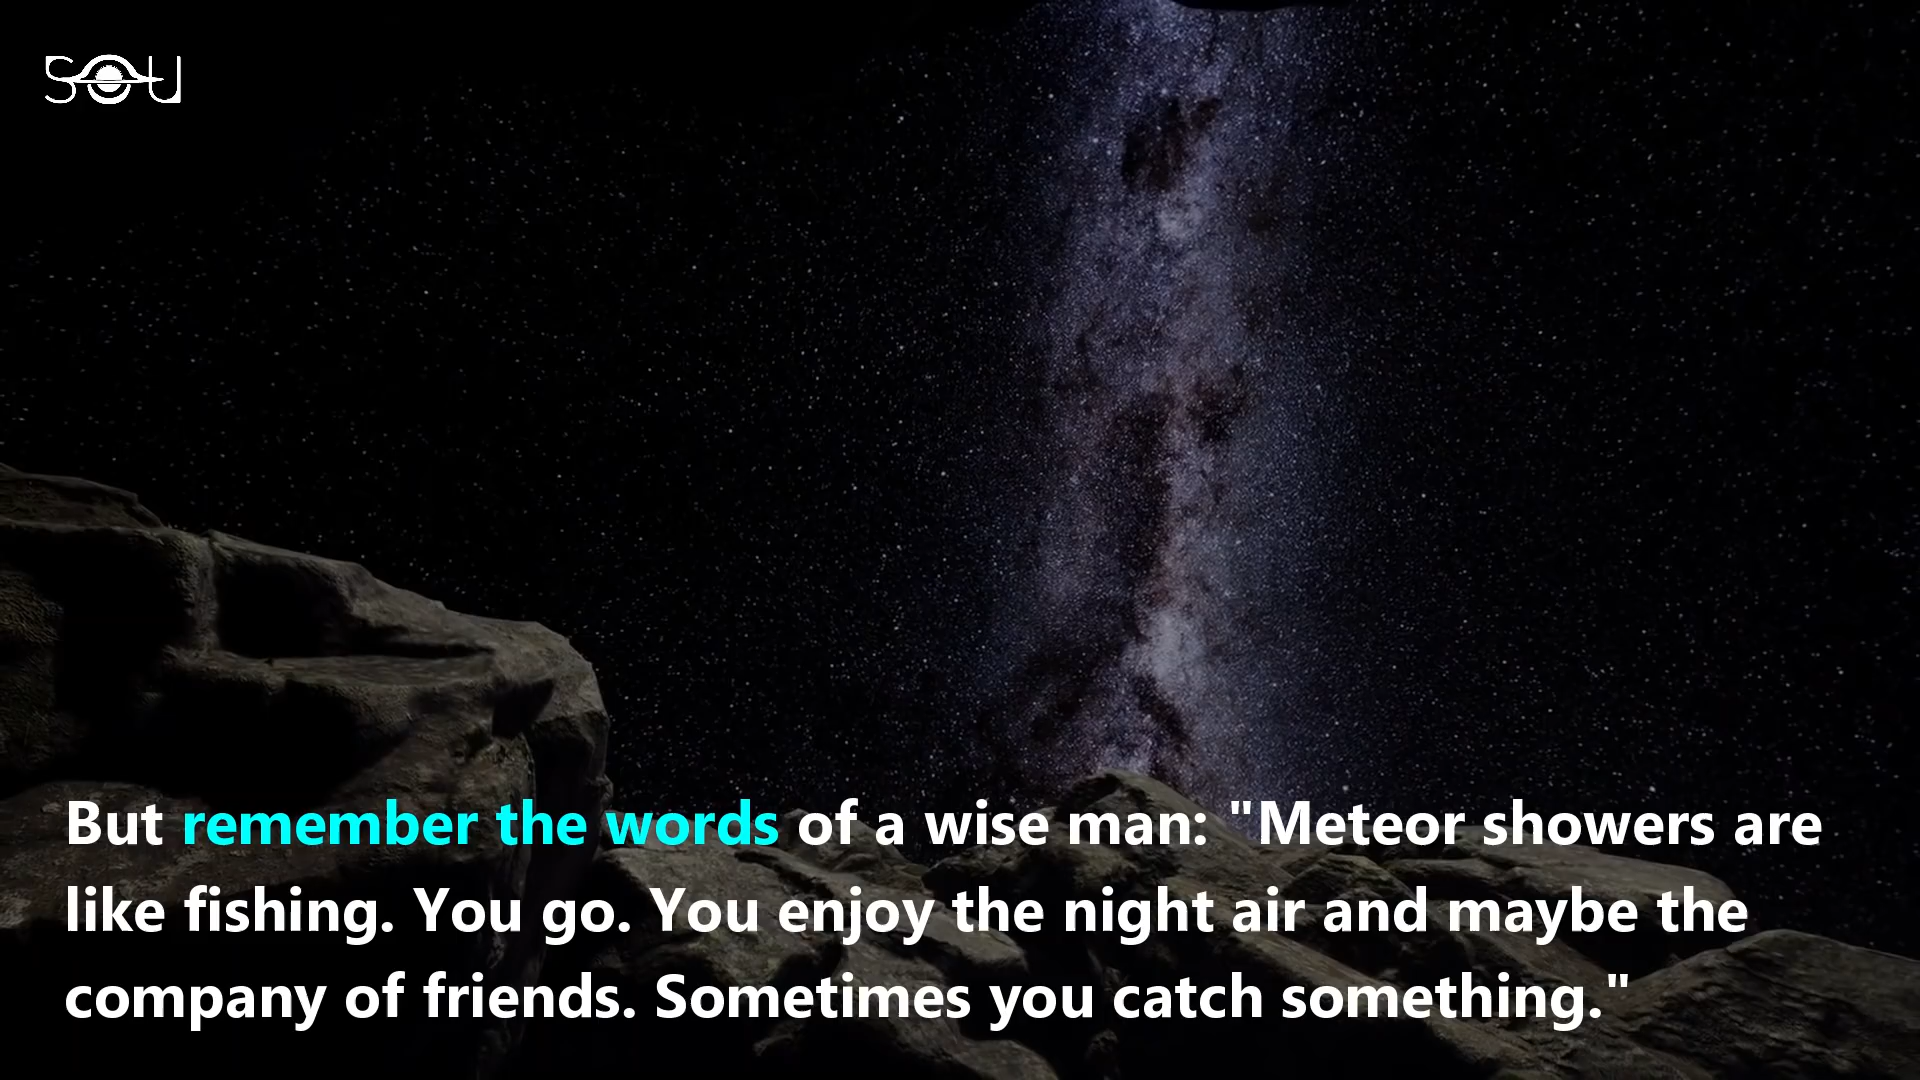 SOU
But remember the words of a wise man: "Meteor showers are
like fishing. You go. You enjoy the night air and maybe the
company of friends. Sometimes you catch something."